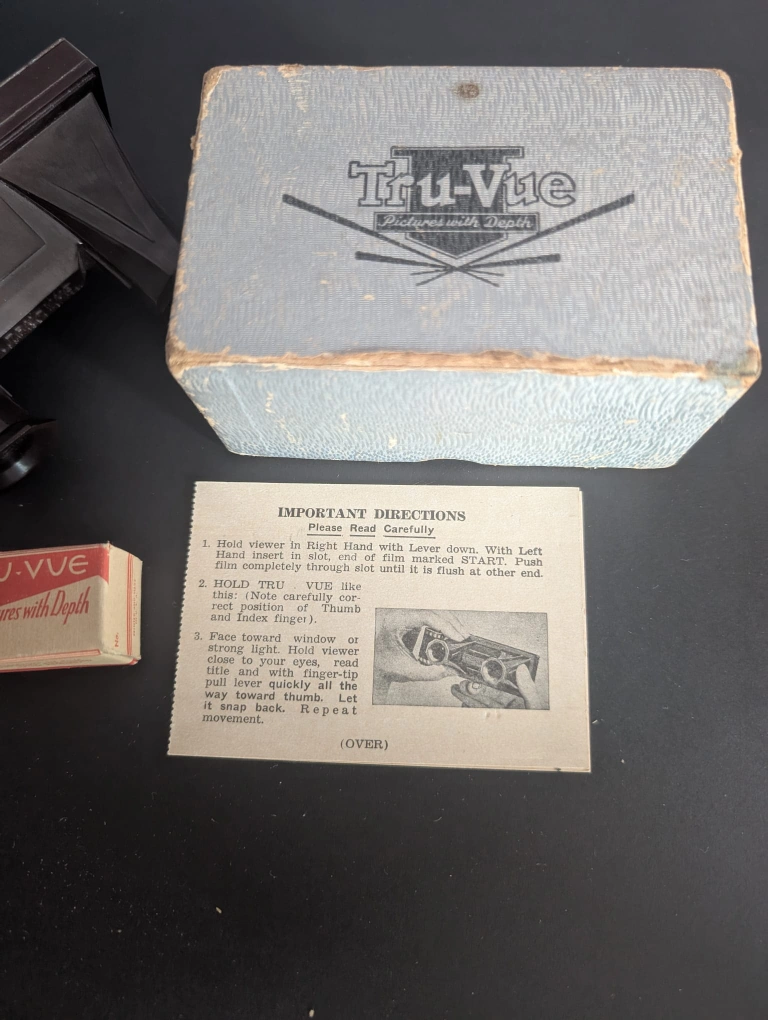 Tru-Vue
Pictures with Depth
IMPORTANT DIRECTIONS
Please Read Carefully
1. Hold viewer in Right Hand with Lever down. With Left
Hand insert in slot, end of film marked START. Push
film completely through slot until it is flush at other end.
2. HOLD TRU . VUE like
this: (Note carefully cor-
rect position of Thumb
and Index finger).
3. Face toward window or
strong light. Hold viewer
close to your eyes, read
title and with finger-tip
pull lever quickly all the
way toward thumb. Let
it snap back. Repeat
movement.
(OVER)
U-VUE
ures with Depth